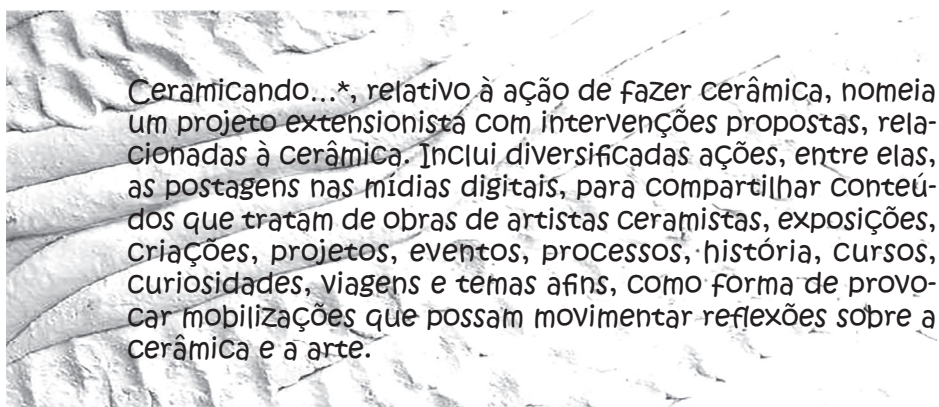 Ceramicando...*, relativo à ação de fazer cerâmica, nomeia
um projeto extensionista com intervenções propostas, rela-
cionadas à cerâmica. Inclui diversificadas ações, entre elas,
as postagens nas mídias digitais, para compartilhar conteú-
dos que tratam de obras de artistas ceramistas, exposições,
criações, projetos, eventos, processos, história, cursos,
curiosidades, viagens e temas afins, como forma de provo-
car mobilizações que possam movimentar reflexões sobre a
cerâmica e a arte.